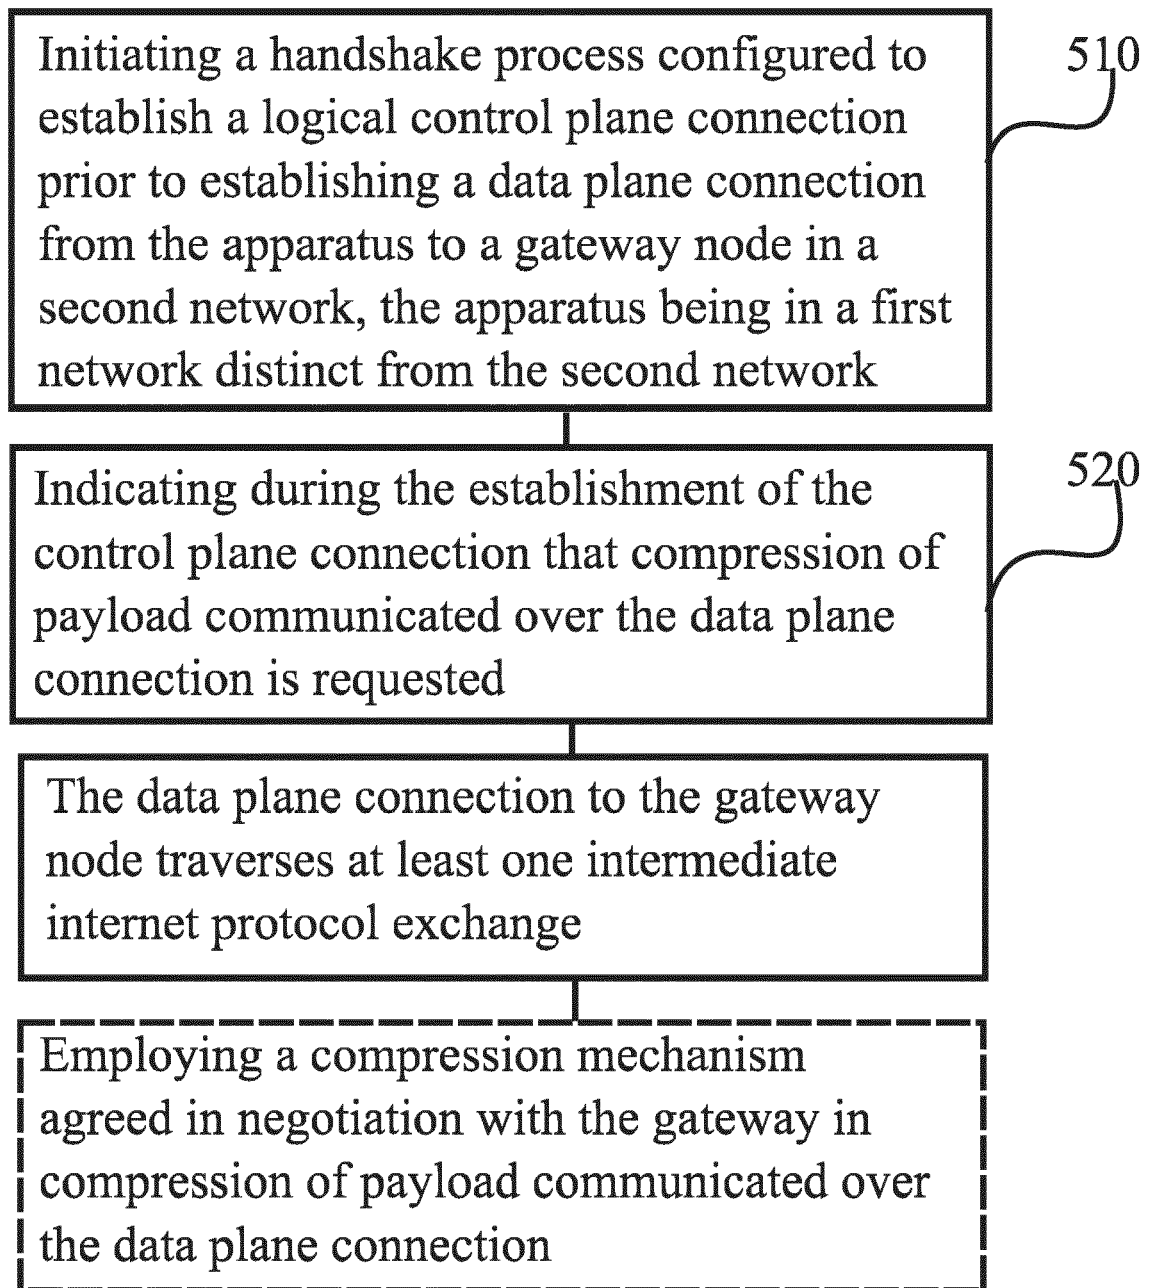 Initiating a handshake process configured to
510
establish a logical control plane connection
prior to establishing a data plane connection
from the apparatus to a gateway node in a
second network, the apparatus being in a first
network distinct from the second network
520
Indicating during the establishment of the
control plane connection that compression of
payload communicated over the data plane
connection is requested
The data plane connection to the gateway
node traverses at least one intermediate
internet protocol exchange
Employing a compression mechanism
agreed in negotiation with the gateway in
compression of payload communicated over
the data plane connection